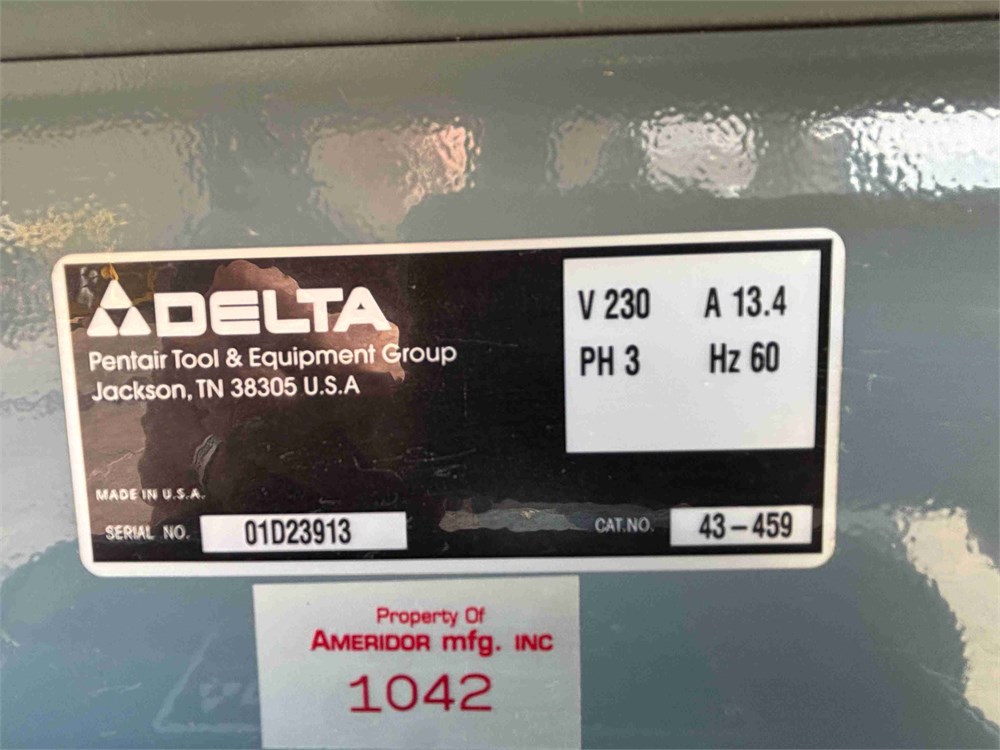 DELTA
Pentair Tool & Equipment Group
Jackson, TN 38305 U.S.A
V 230 A 13.4
PH 3 Hz 60
MADE IN U.S.A.
SERIAL NO. 01D23913
CAT.NO. 43-459
Property Of
AMERIDOR mfg. INC
1042